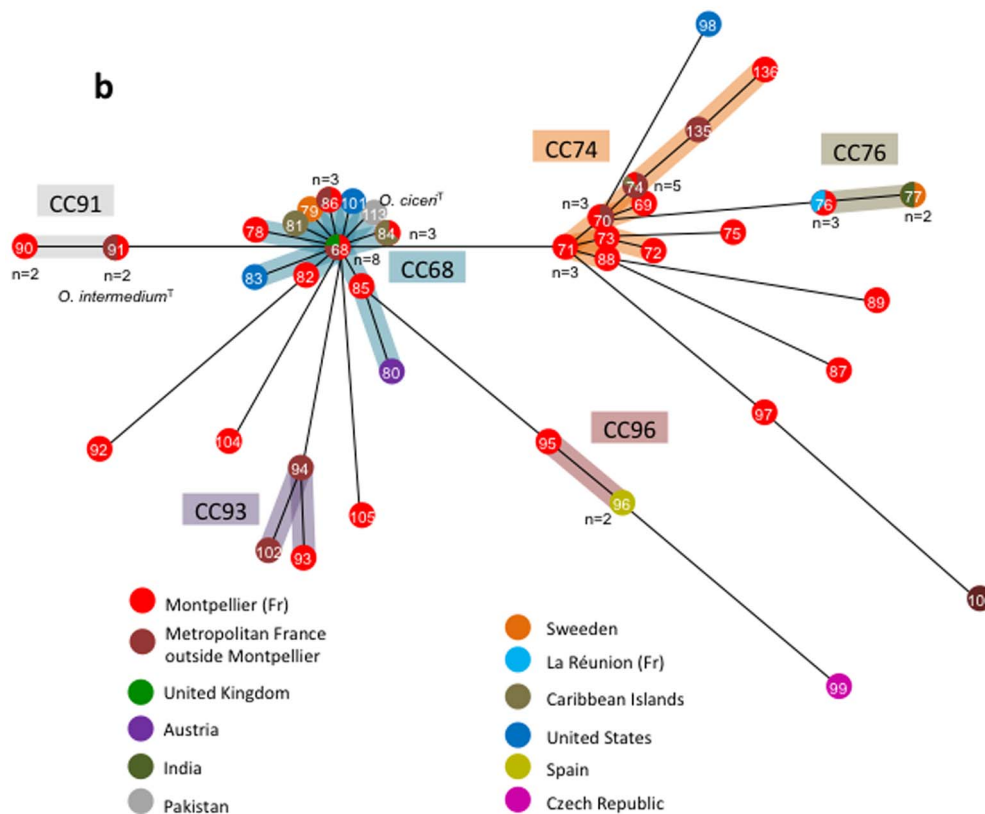 b
98
136
135
CC74
CC76
n=3
O. ciceriᵀ
CC91
86
101
79
113
81
84
n=3
78
74
n=5
n=3
69
70
76
77
n=3
n=2
90
91
68
n=8
71
73
75
72
88
n=3
n=2
n=2
O. intermediumᵀ
83
82
85
CC68
89
80
87
97
92
104
95
CC96
94
96
n=2
CC93
105
102
93
10
99
Montpellier (Fr)
Metropolitan France
outside Montpellier
United Kingdom
Austria
India
Pakistan
Sweeden
La Réunion (Fr)
Caribbean Islands
United States
Spain
Czech Republic